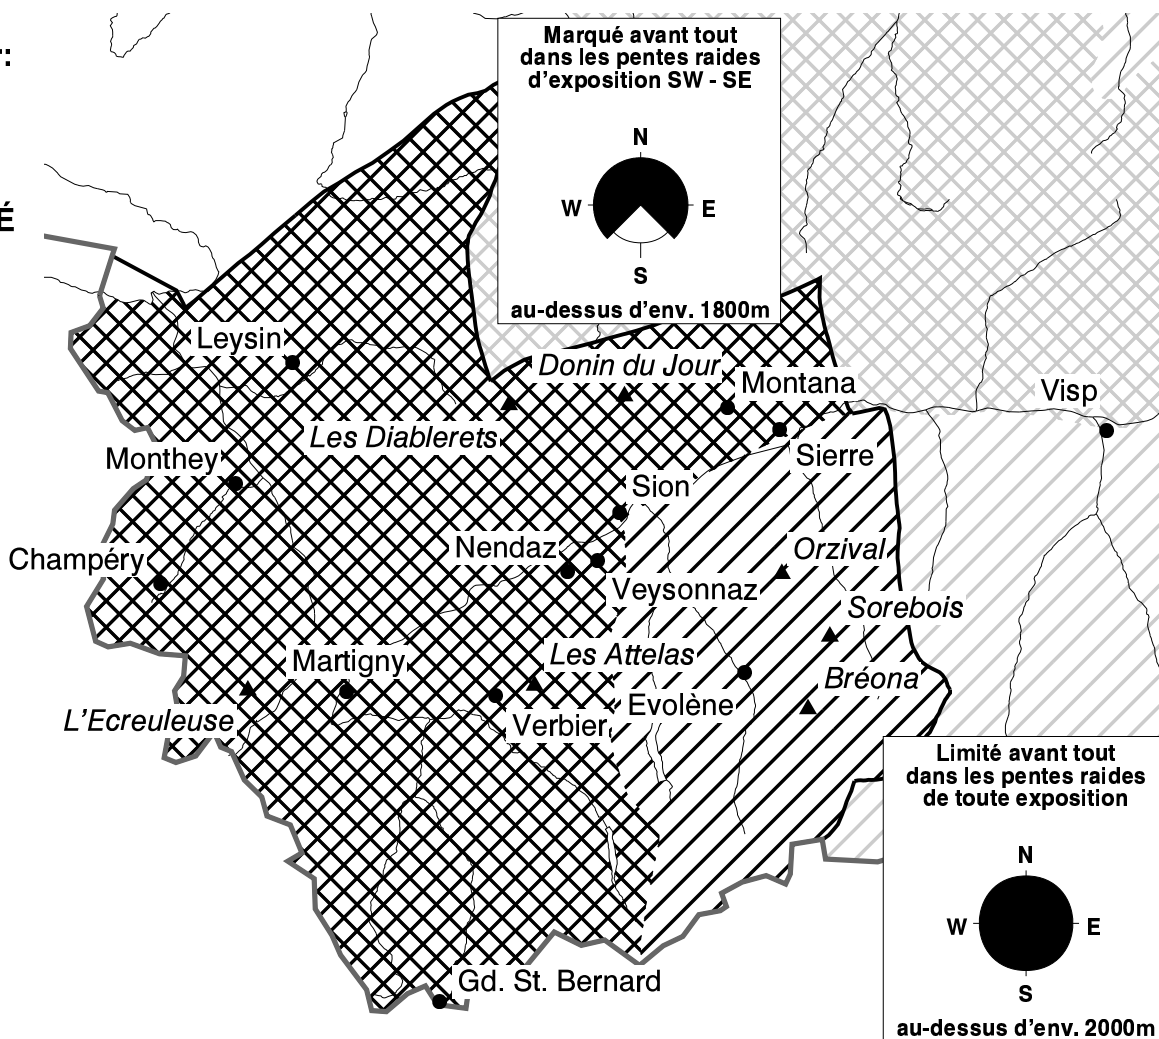 Marqué avant tout
dans les pentes raides
d'exposition SW - SE
r:
N
É
W E
S
au-dessus d'env. 1800m
Leysin
Donin du Jour
Montana
Visp
Les Diablerets
Monthey
Sierre
Sion
Nendaz
Orzival
Champéry
Veysonnaz
Sorebois
Martigny
Les Attelas
Bréona
L'Ecreuleuse
Evolène
Verbier
Limité avant tout
dans les pentes raides
de toute exposition
N
W E
S
Gd. St. Bernard
au-dessus d'env. 2000m